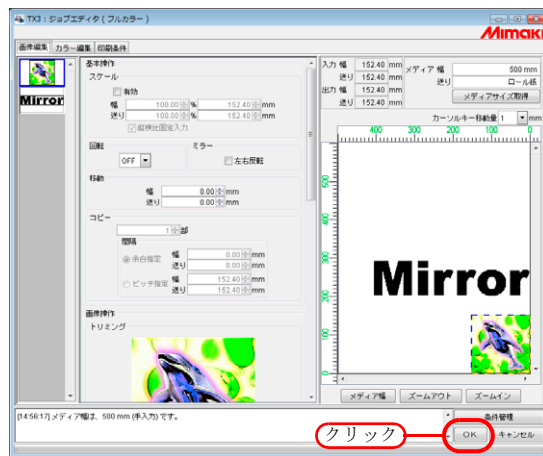 TX3：ジョブエディタ（フルカラー）
Mimaki
画像編集 カラー編集 印刷条件
Mirror
基本操作
スケール
有効
幅 100.00 % 152.40 mm
送り 100.00 % 152.40 mm
縦横比固定入力
回転 ミラー
OFF 左右反転
移動
幅 0.00 mm
送り 0.00 mm
コピー
1 部
間隔
余白指定 幅 0.00 mm
送り 0.00 mm
ピッチ指定 幅 152.40 mm
送り 152.40 mm
画像操作
トリミング
入力 幅 152.40 mm
送り 152.40 mm
出力 幅 152.40 mm
送り 152.40 mm
メディア 幅 500 mm
送り ロール紙
メディアサイズ取得
カーソルキー移動量 1 mm
400 300 200 100 0
500
400
300
200
100
0
Mirror
メディア幅 ズームアウト ズームイン
[14:56:17] メディア幅は、500 mm (手入力) です。
条件管理
クリック
OK キャンセル